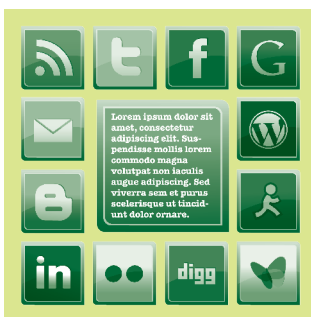 t
f
G
Lorem ipsum dolor sit
amet, consectetur
adipiscing elit. Sus-
pendisse mollis lorem
commodo magna
volutpat non iaculis
augue adipiscing. Sed
viverra sem et purus
scelerisque ut tincid-
unt dolor ornare.
W
B
in
digg